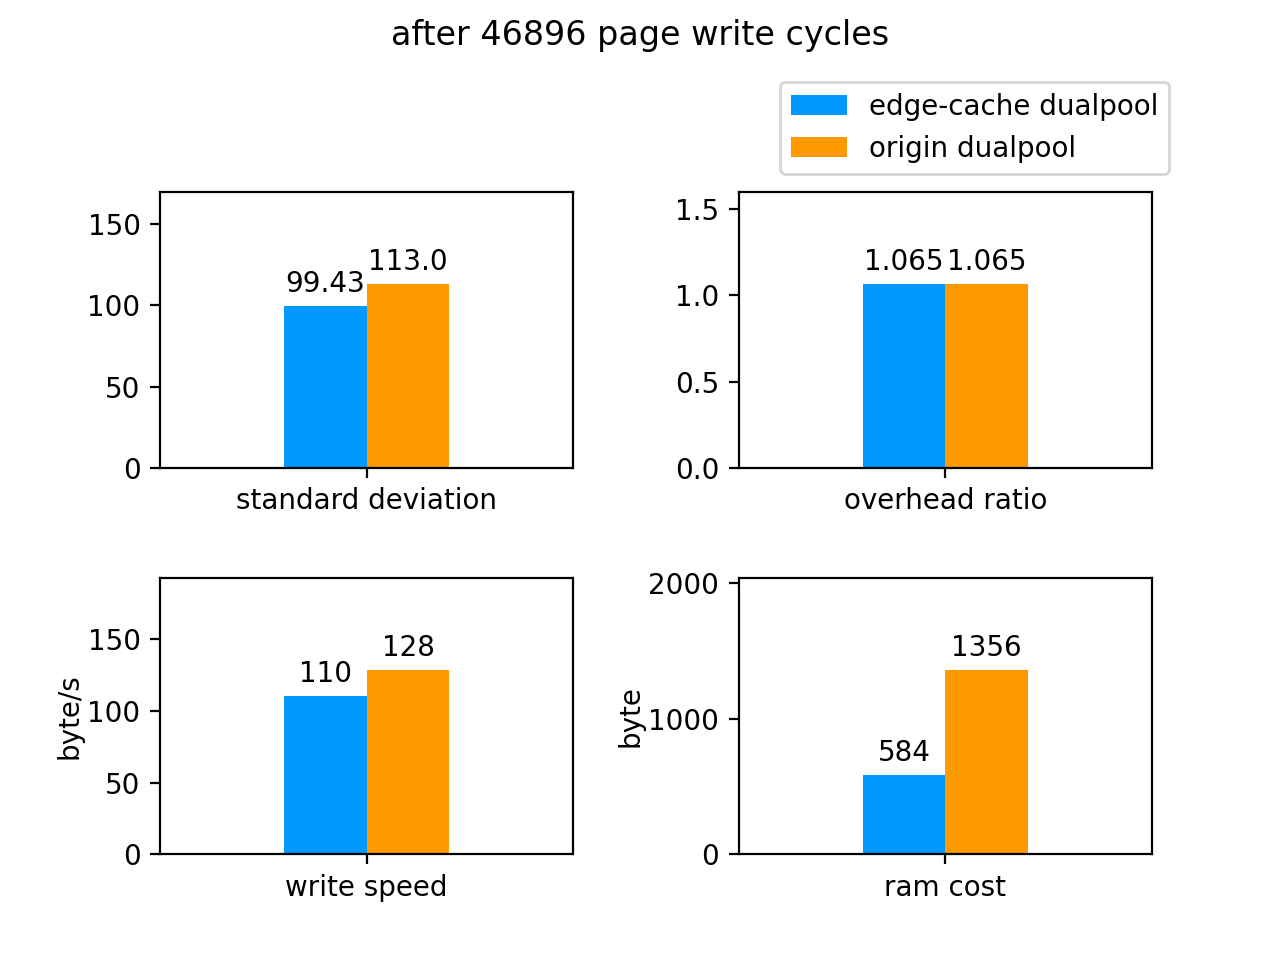 after 46896 page write cycles
edge-cache dualpool
origin dualpool
150
100
50
0
99.43
113.0
standard deviation
1.5
1.0
0.5
0.0
1.065
1.065
overhead ratio
byte/s
150
100
50
0
110
128
write speed
byte
2000
1000
0
584
1356
ram cost